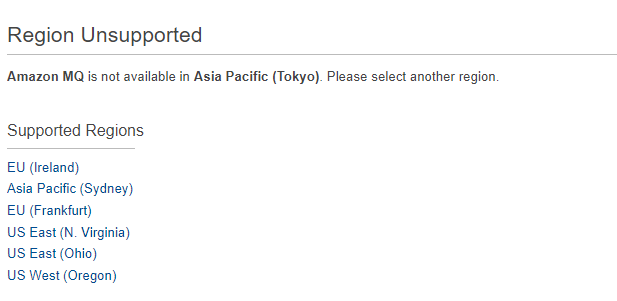 Region Unsupported
Amazon MQ is not available in Asia Pacific (Tokyo). Please select another region.
Supported Regions
EU (Ireland)
Asia Pacific (Sydney)
EU (Frankfurt)
US East (N. Virginia)
US East (Ohio)
US West (Oregon)